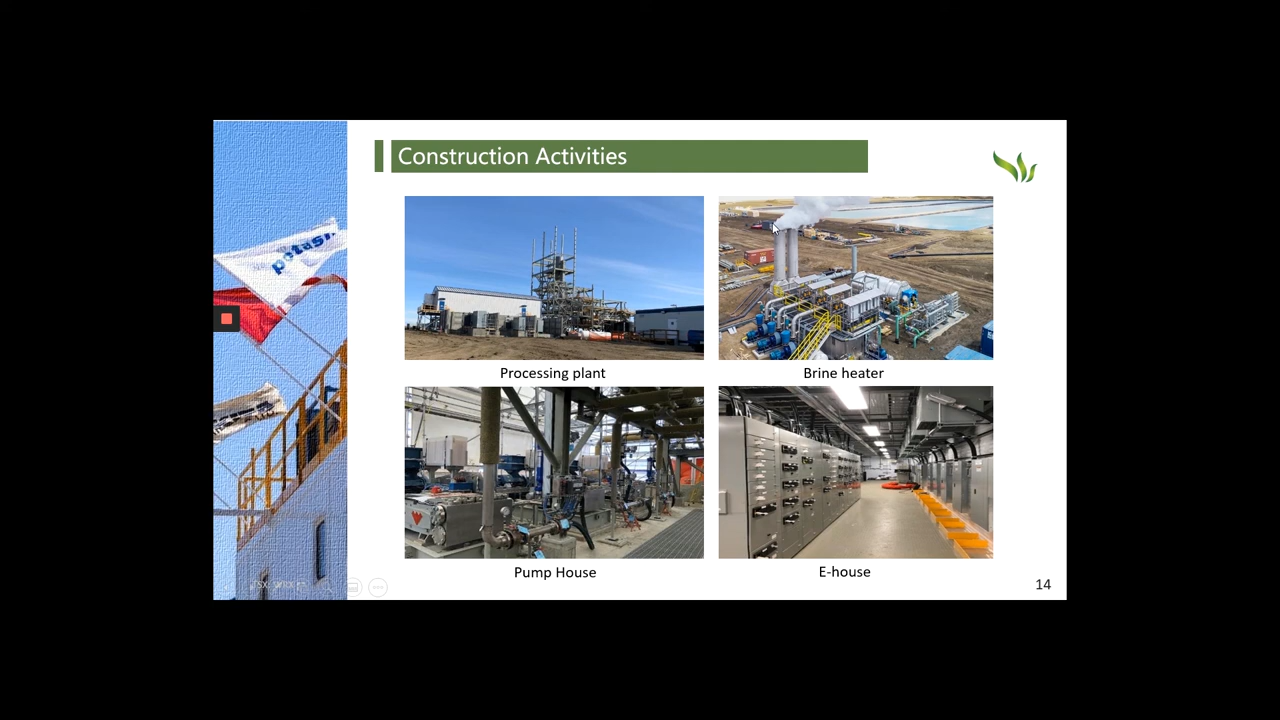 Construction Activities
Processing plant
Brine heater
Pump House
E-house
14